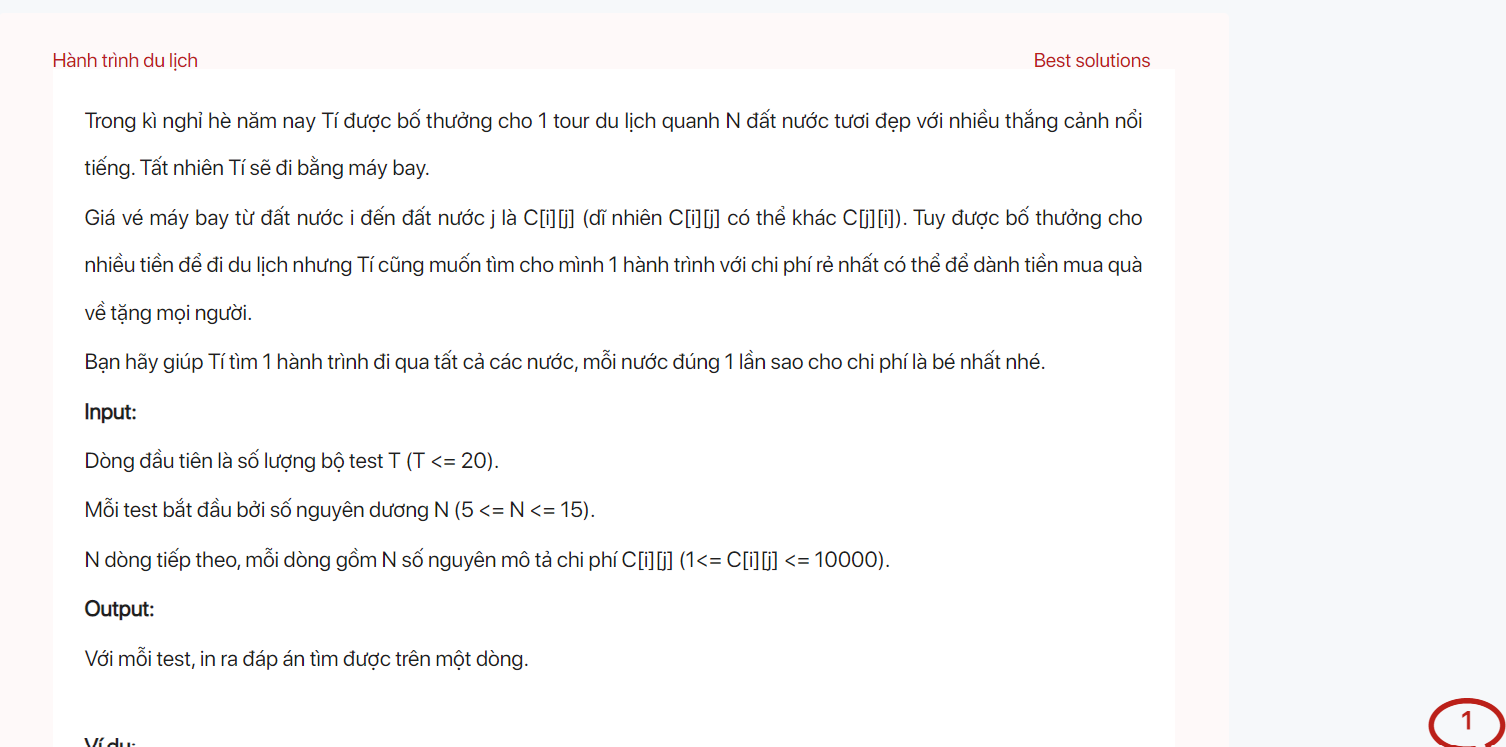 Hành trình du lịch
Best solutions
Trong kì nghỉ hè năm nay Tí được bố thưởng cho 1 tour du lịch quanh N đất nước tươi đẹp với nhiều thắng cảnh nổi
tiếng. Tất nhiên Tí sẽ đi bằng máy bay.
Giá vé máy bay từ đất nước i đến đất nước j là C[i][j] (dĩ nhiên C[i][j] có thể khác C[j][i]). Tuy được bố thưởng cho
nhiều tiền để đi du lịch nhưng Tí cũng muốn tìm cho mình 1 hành trình với chi phí rẻ nhất có thể để dành tiền mua quà
về tặng mọi người.
Bạn hãy giúp Tí tìm 1 hành trình đi qua tất cả các nước, mỗi nước đúng 1 lần sao cho chi phí là bé nhất nhé.
Input:
Dòng đầu tiên là số lượng bộ test T (T <= 20).
Mỗi test bắt đầu bởi số nguyên dương N (5 <= N <= 15).
N dòng tiếp theo, mỗi dòng gồm N số nguyên mô tả chi phí C[i][j] (1<= C[i][j] <= 10000).
Output:
Với mỗi test, in ra đáp án tìm được trên một dòng.
Ví dụ:
1